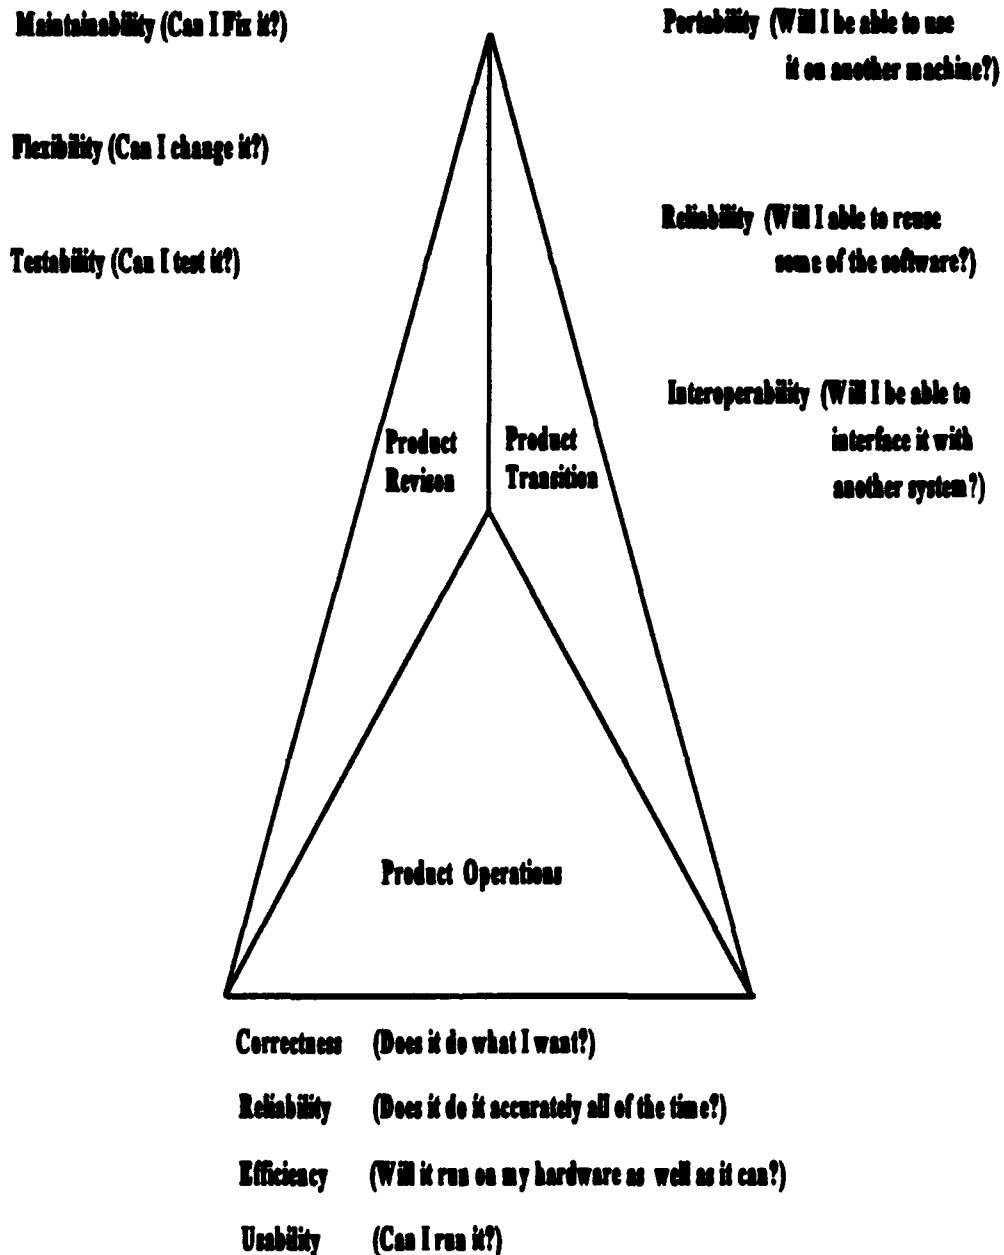 Maintainability (Can I Fix it?)
Flexibility (Can I change it?)
Testability (Can I test it?)
Portability (Will I be able to use
it on another machine?)
Reliability (Will I able to reuse
some of the software?)
Interoperability (Will I be able to
interface it with
another system?)
Product
Revison
Product
Transition
Product Operations
Correctness (Does it do what I want?)
Reliability (Does it do it accurately all of the time?)
Efficiency (Will it run on my hardware as well as it can?)
Usability (Can I run it?)